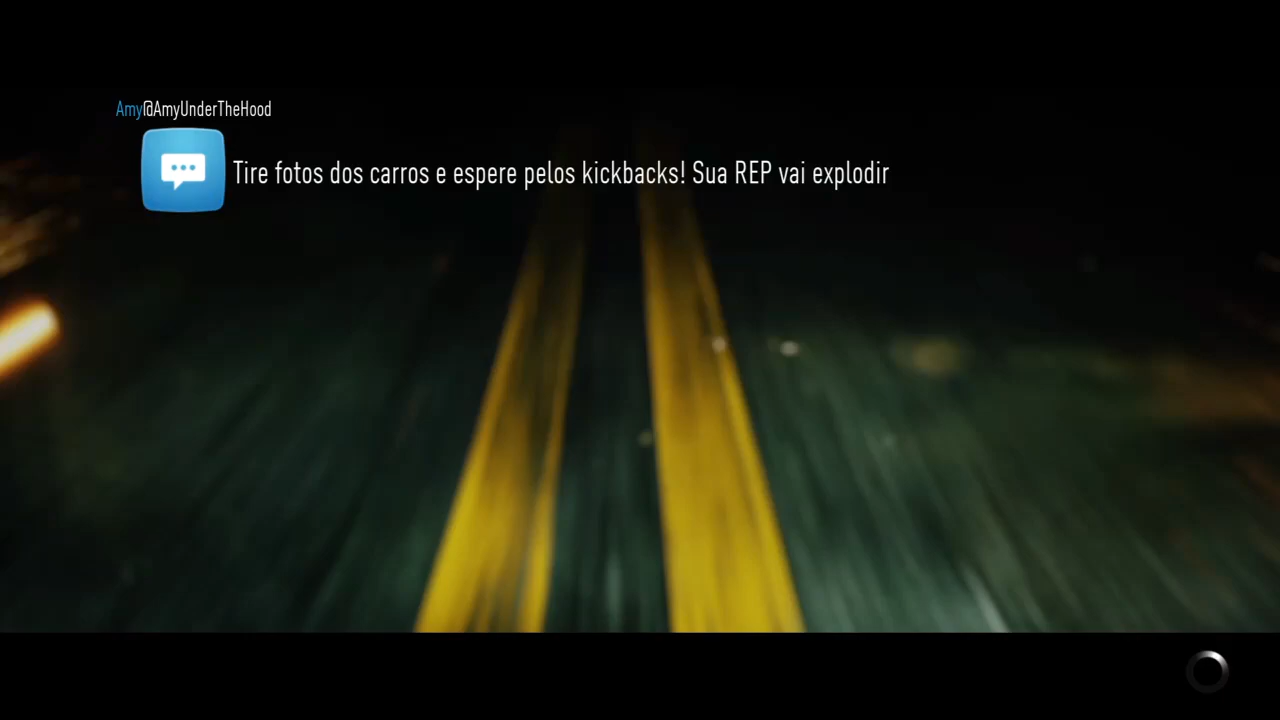 Amy@AmyUnderTheHood
Tire fotos dos carros e espere pelos kickbacks! Sua REP vai explodir